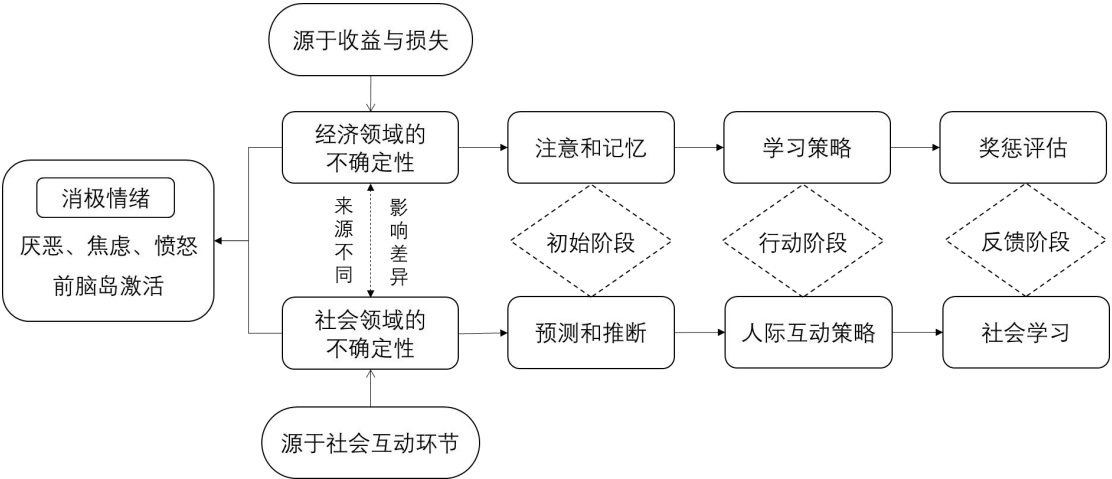 源于收益与损失
经济领域的
不确定性
注意和记忆
学习策略
奖惩评估
消极情绪
厌恶、焦虑、愤怒
前脑岛激活
来源不同
影响差异
初始阶段
行动阶段
反馈阶段
社会领域的
不确定性
预测和推断
人际互动策略
社会学习
源于社会互动环节